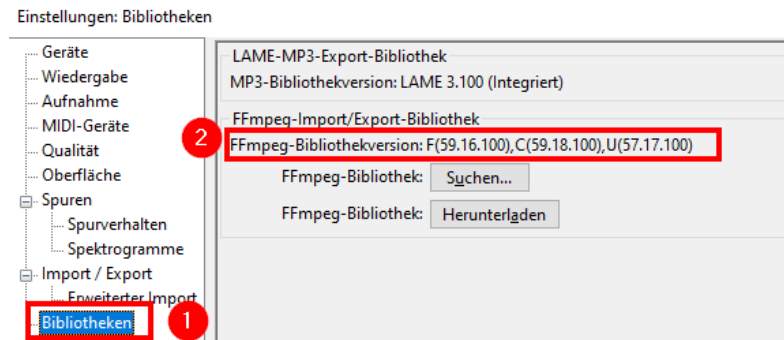 Einstellungen: Bibliotheken
Geräte
Wiedergabe
Aufnahme
MIDI-Geräte
Qualität
Oberfläche
Spuren
Spurverhalten
Spektrogramme
Import / Export
Erweiterter Import
Bibliotheken
1
LAME-MP3-Export-Bibliothek
MP3-Bibliothekversion: LAME 3.100 (Integriert)
FFmpeg-Import/Export-Bibliothek
2
FFmpeg-Bibliothekversion: F(59.16.100),C(59.18.100),U(57.17.100)
FFmpeg-Bibliothek: Suchen...
FFmpeg-Bibliothek: Herunterladen